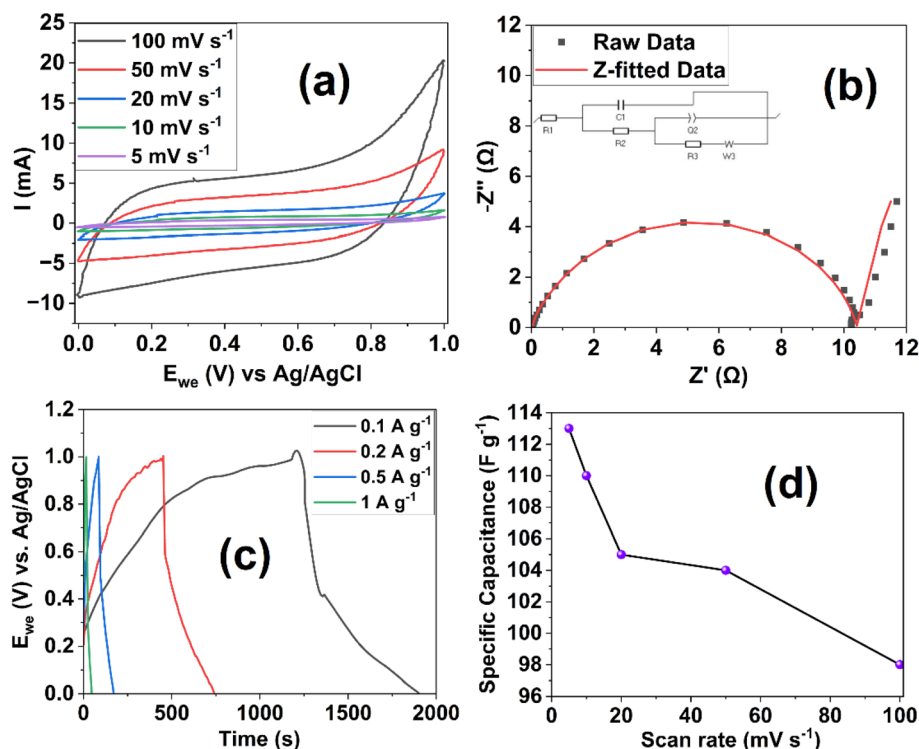 100 mV s⁻¹
50 mV s⁻¹
20 mV s⁻¹
10 mV s⁻¹
5 mV s⁻¹
(a)
I (mA)
25
20
15
10
5
0
−5
−10
0.0 0.2 0.4 0.6 0.8 1.0
E_we (V) vs Ag/AgCl
Raw Data
Z-fitted Data
(b)
R1
C1
R2
Q2
R3
W3
W
-Z'' (Ω)
12
10
8
6
4
2
0
0 2 4 6 8 10 12
Z' (Ω)
0.1 A g⁻¹
0.2 A g⁻¹
0.5 A g⁻¹
1 A g⁻¹
(c)
E_we (V) vs. Ag/AgCl
1.2
1.0
0.8
0.6
0.4
0.2
0.0
0 500 1000 1500 2000
Time (s)
(d)
Specific Capacitance (F g⁻¹)
114
112
110
108
106
104
102
100
98
96
0 20 40 60 80 100
Scan rate (mV s⁻¹)